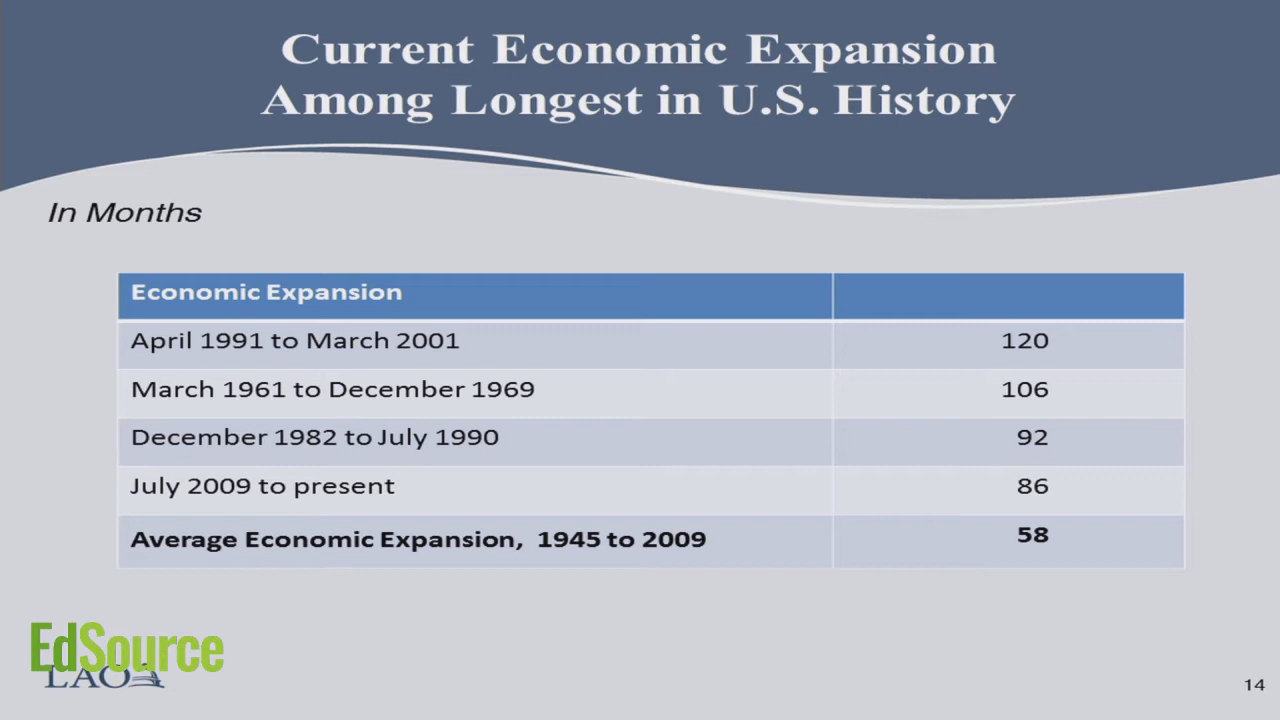 Current Economic Expansion
Among Longest in U.S. History
In Months
Economic Expansion
April 1991 to March 2001 120
March 1961 to December 1969 106
December 1982 to July 1990 92
July 2009 to present 86
Average Economic Expansion, 1945 to 2009 58
EdSource
LAO
14